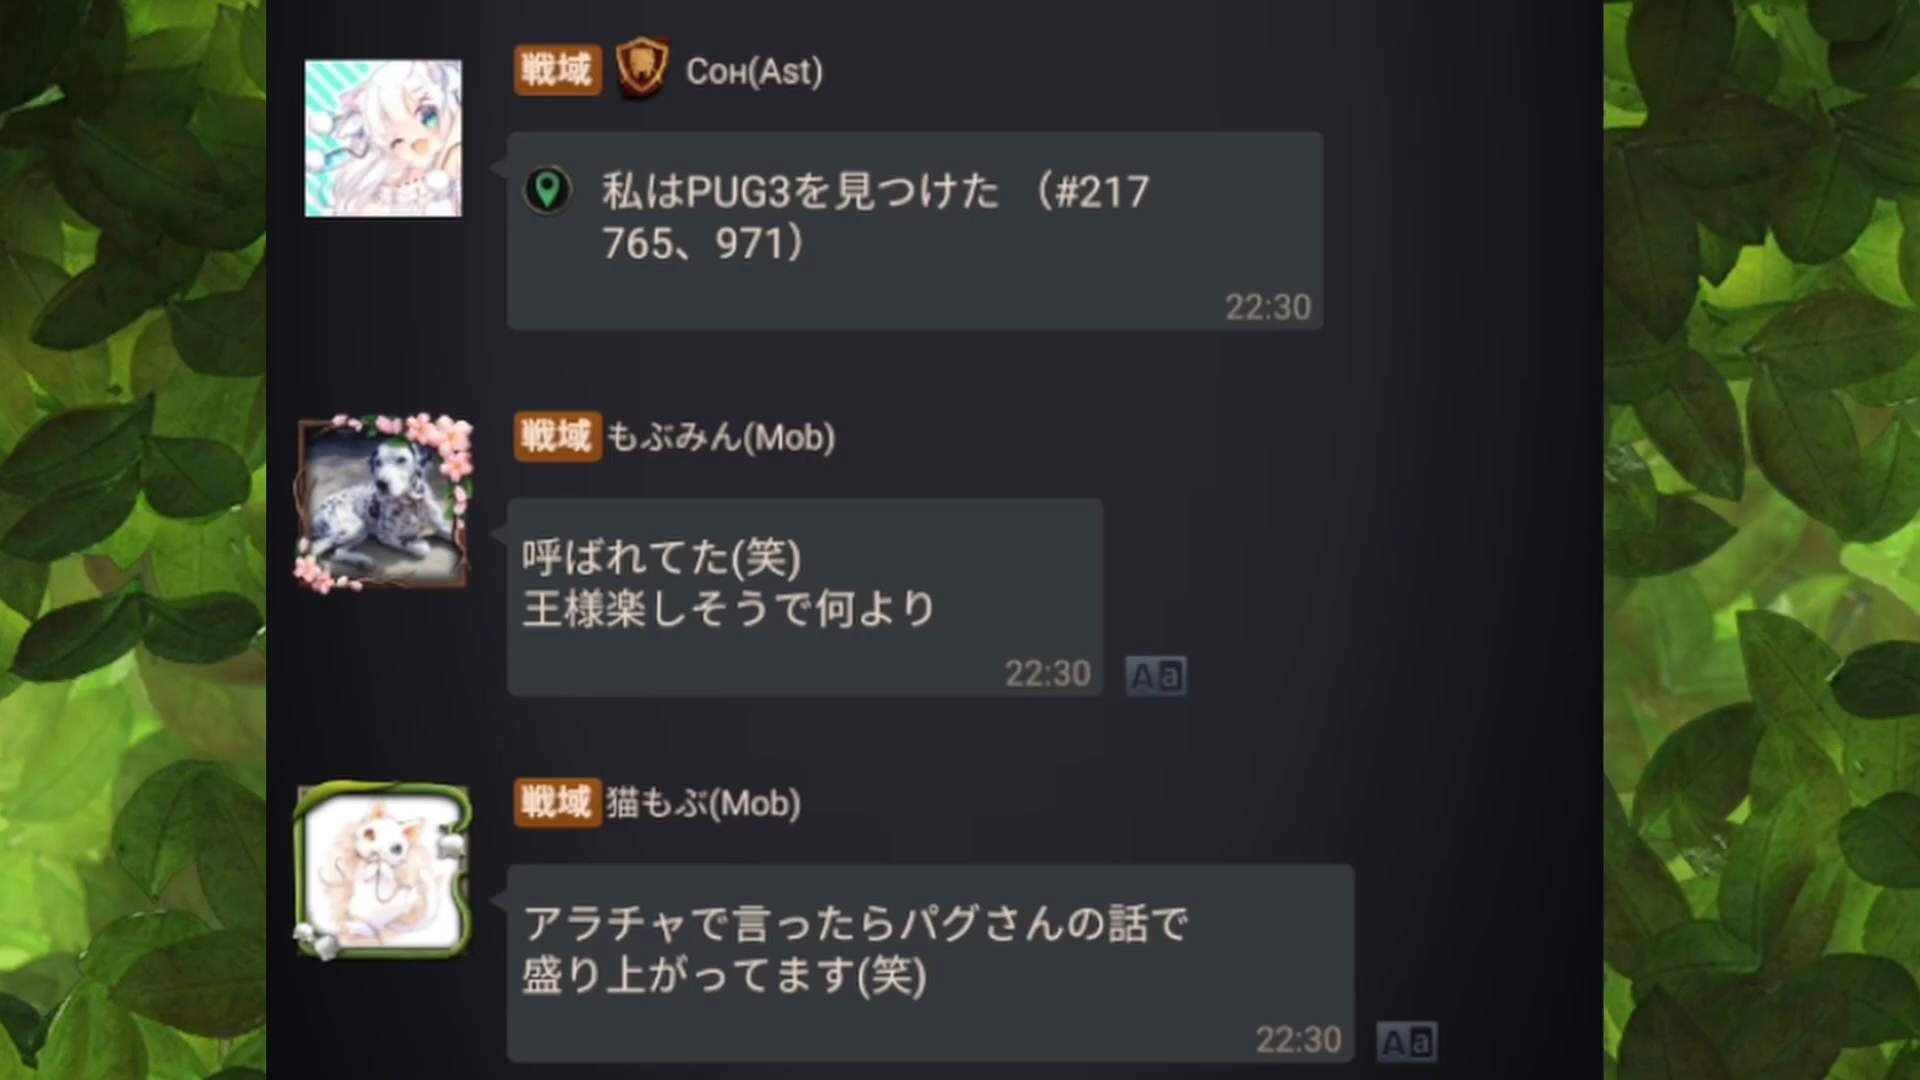 戦域 Сон(Ast)
私はPUG3を見つけた （#217
765、971）
22:30
戦域 もぶみん(Mob)
呼ばれてた(笑)
王様楽しそうで何より
22:30
Aa
戦域 猫もぶ(Mob)
アラチャで言ったらパグさんの話で
盛り上がってます(笑)
22:30
Aa